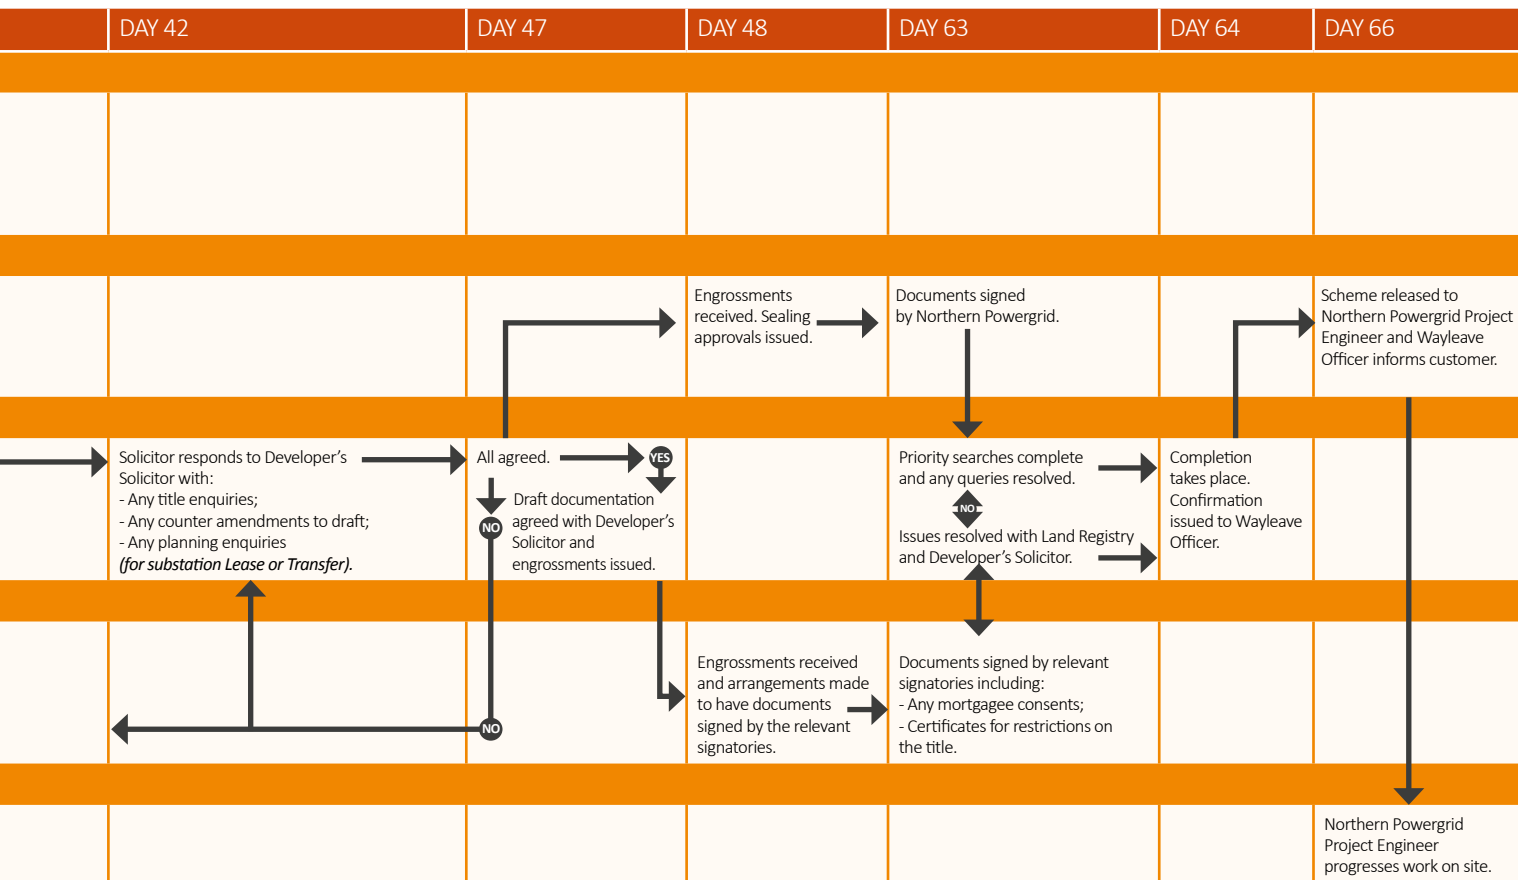 DAY 42
DAY 47
DAY 48
DAY 63
DAY 64
DAY 66
Engrossments
received. Sealing
approvals issued.
Documents signed
by Northern Powergrid.
Scheme released to
Northern Powergrid Project
Engineer and Wayleave
Officer informs customer.
Solicitor responds to Developer's
Solicitor with:
- Any title enquiries;
- Any counter amendments to draft;
- Any planning enquiries
(for substation Lease or Transfer).
All agreed.
YES
NO
Draft documentation
agreed with Developer's
Solicitor and
engrossments issued.
Priority searches complete
and any queries resolved.
NO
Issues resolved with Land Registry
and Developer's Solicitor.
Completion
takes place.
Confirmation
issued to Wayleave
Officer.
NO
Engrossments received
and arrangements made
to have documents
signed by the relevant
signatories.
Documents signed by relevant
signatories including:
- Any mortgagee consents;
- Certificates for restrictions on
the title.
Northern Powergrid
Project Engineer
progresses work on site.